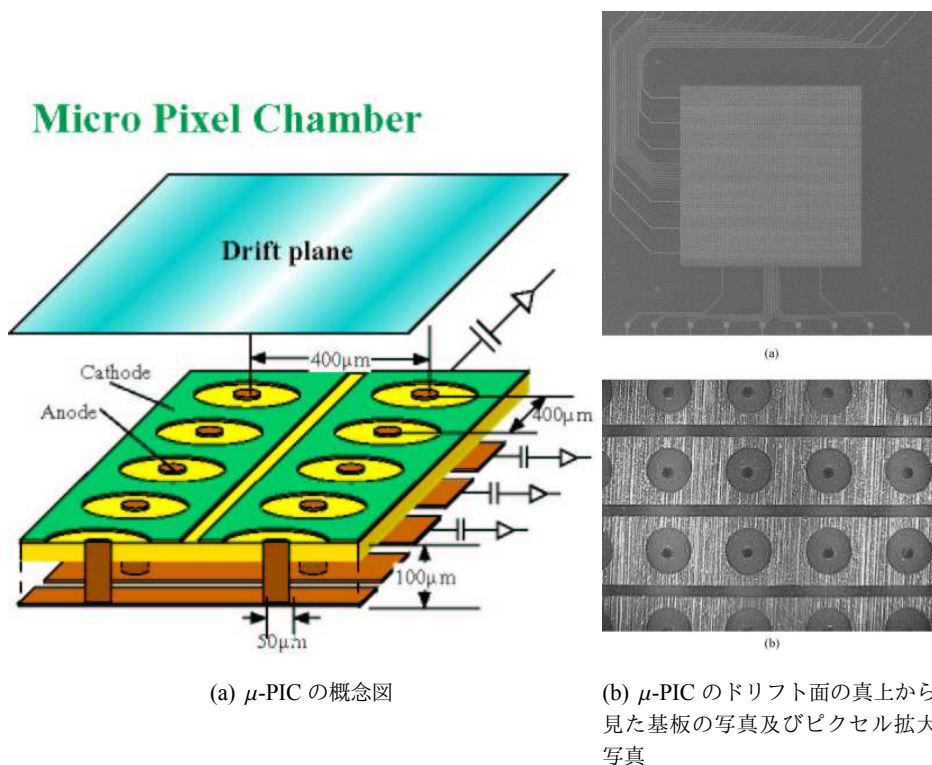 Micro Pixel Chamber
Drift plane
400μm
Cathode
Anode
400μm
100μm
50μm
(a)
(b)
(a) μ-PIC の概念図
(b) μ-PIC のドリフト面の真上から
見た基板の写真及びピクセル拡大
写真